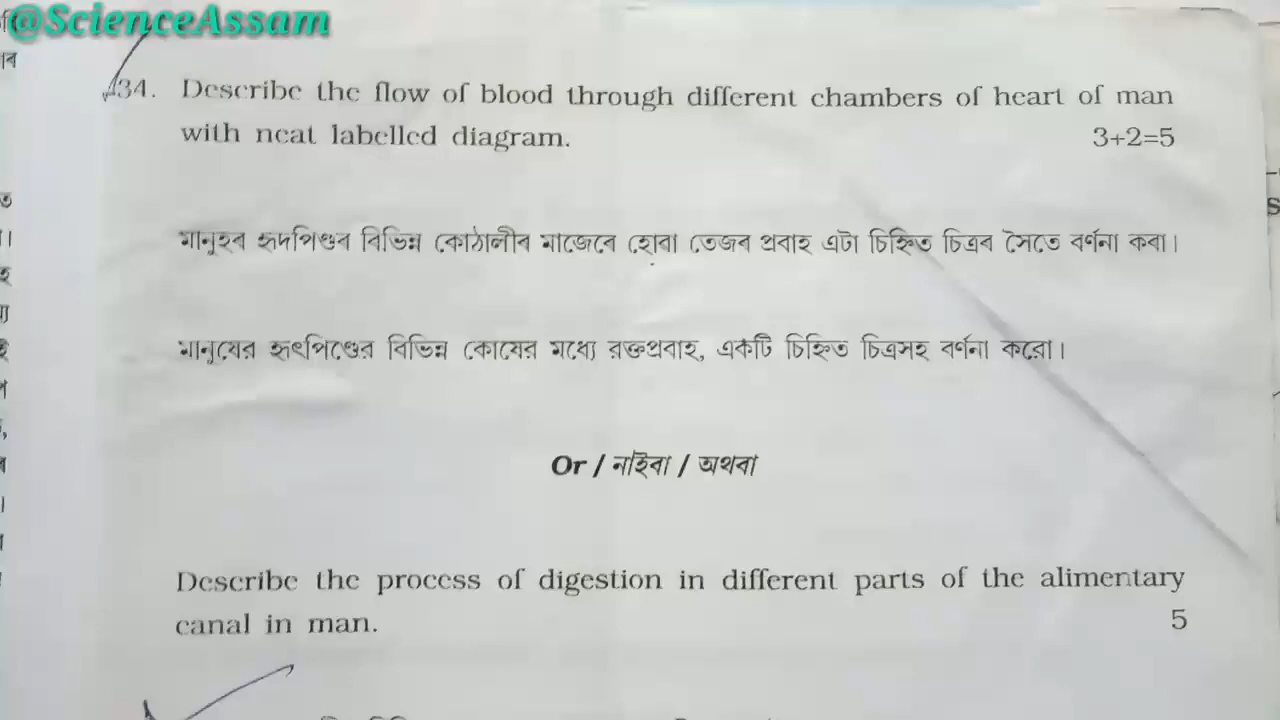 @ScienceAssam
34. Describe the flow of blood through different chambers of heart of man
with neat labelled diagram. 3+2=5
মানুহৰ হৃদপিণ্ডৰ বিভিন্ন কোঠালীৰ মাজেৰে হোৱা তেজৰ প্ৰবাহ এটা চিহ্নিত চিত্ৰৰ সৈতে বৰ্ণনা কৰা।
মানুষের হৃৎপিণ্ডের বিভিন্ন কোষের মধ্যে রক্তপ্রবাহ, একটি চিহ্নিত চিত্রসহ বর্ণনা করো।
Or / নাইবা / অথবা
Describe the process of digestion in different parts of the alimentary
canal in man. 5